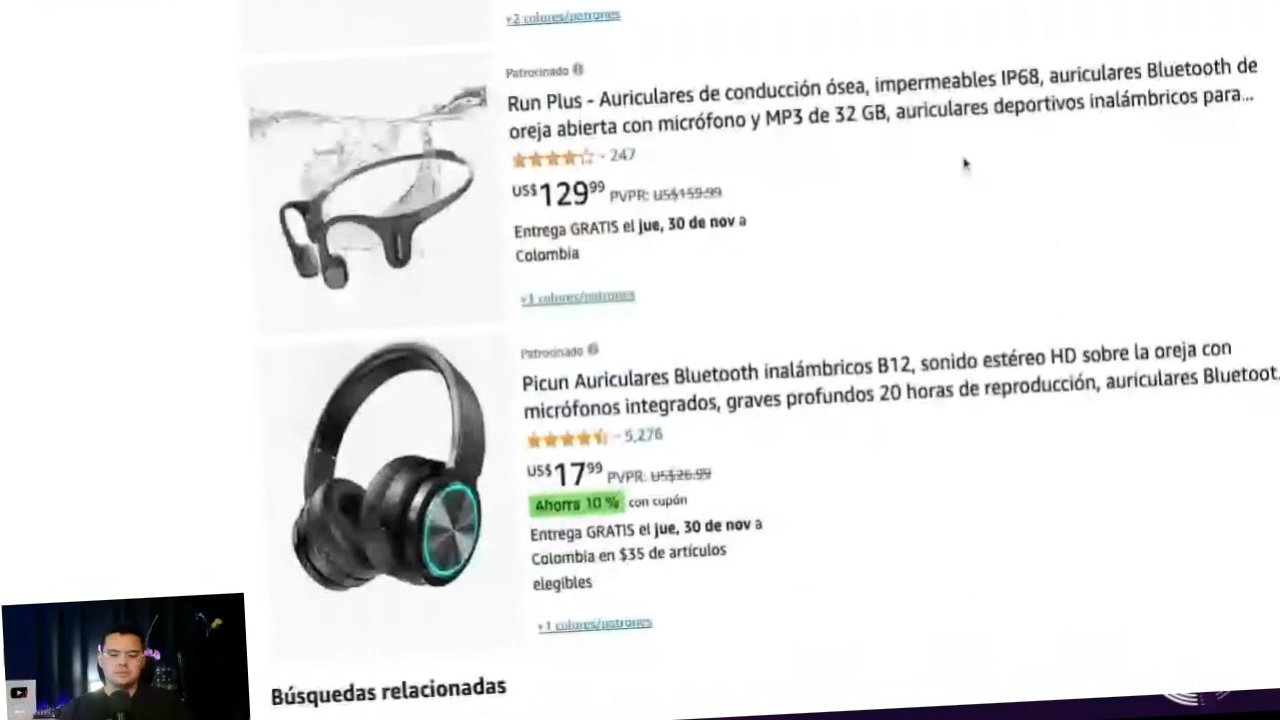 +2 colores/patrones
Patrocinado
Run Plus - Auriculares de conducción ósea, impermeables IP68, auriculares Bluetooth de
oreja abierta con micrófono y MP3 de 32 GB, auriculares deportivos inalámbricos para...
247
US$129⁹⁹ PVPR: US$159.99
Entrega GRATIS el jue, 30 de nov a
Colombia
+1 colores/patrones
Patrocinado
Picun Auriculares Bluetooth inalámbricos B12, sonido estéreo HD sobre la oreja con
micrófonos integrados, graves profundos 20 horas de reproducción, auriculares Bluetoot
5,276
US$17⁹⁹ PVPR: US$26.99
Ahorra 10 % con cupón
Entrega GRATIS el jue, 30 de nov a
Colombia en $35 de artículos
elegibles
+1 colores/patrones
Búsquedas relacionadas